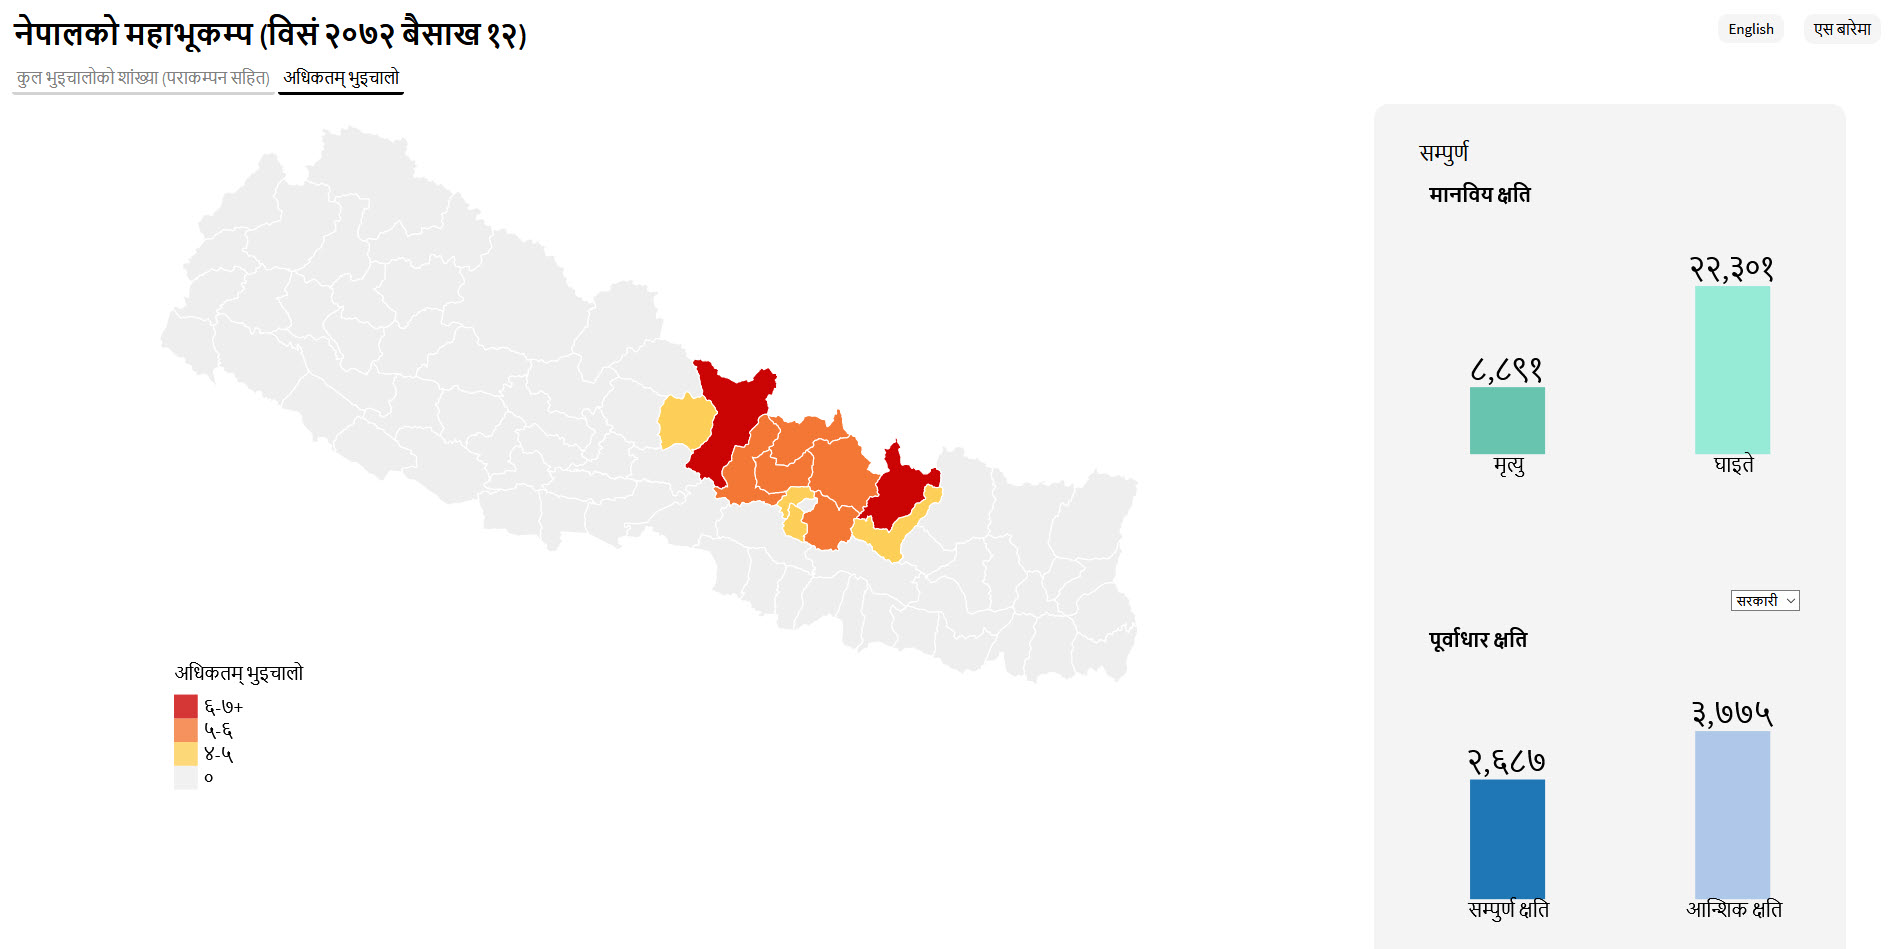 नेपालको महाभूकम्प (विसं २०७२ बैसाख १२)
English
एस बारेमा
कुल भुइचालोको शांख्या (पराकम्पन सहित)
अधिकतम् भुइचालो
सम्पुर्ण
मानविय क्षति
२२,३०१
८,८९१
मृत्यु
घाइते
सरकारी
पूर्वाधार क्षति
३,७७५
२,६८७
सम्पुर्ण क्षति
आन्शिक क्षति
अधिकतम् भुइचालो
६-७+
५-६
४-५
०